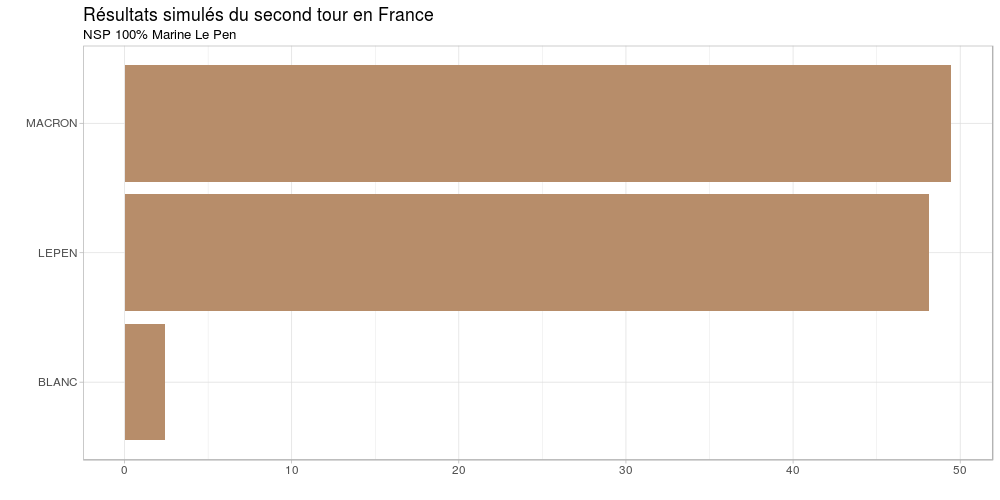 Résultats simulés du second tour en France
NSP 100% Marine Le Pen
MACRON
LEPEN
BLANC
0 10 20 30 40 50